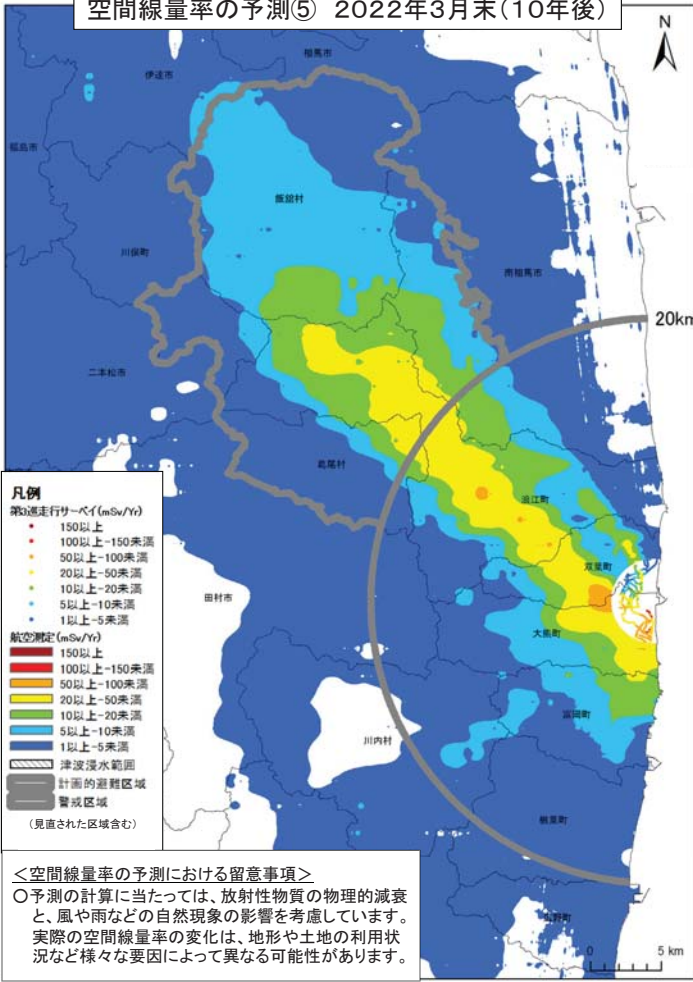 空間線量率の予測⑤ 2022年3月末(10年後)
N
相馬市
伊達市
福島市
飯舘村
川俣町
南相馬市
20km
二本松市
葛尾村
浪江町
双葉町
田村市
大熊町
富岡町
川内村
楢葉町
広野町
凡例
第3巡走行サーベイ(mSv/Yr)
150以上
100以上-150未満
50以上-100未満
20以上-50未満
10以上-20未満
5以上-10未満
1以上-5未満
航空測定(mSv/Yr)
150以上
100以上-150未満
50以上-100未満
20以上-50未満
10以上-20未満
5以上-10未満
1以上-5未満
津波浸水範囲
計画的避難区域
警戒区域
(見直された区域含む)
<空間線量率の予測における留意事項>
○予測の計算に当たっては、放射性物質の物理的減衰
と、風や雨などの自然現象の影響を考慮しています。
実際の空間線量率の変化は、地形や土地の利用状
況など様々な要因によって異なる可能性があります。
0 5 km